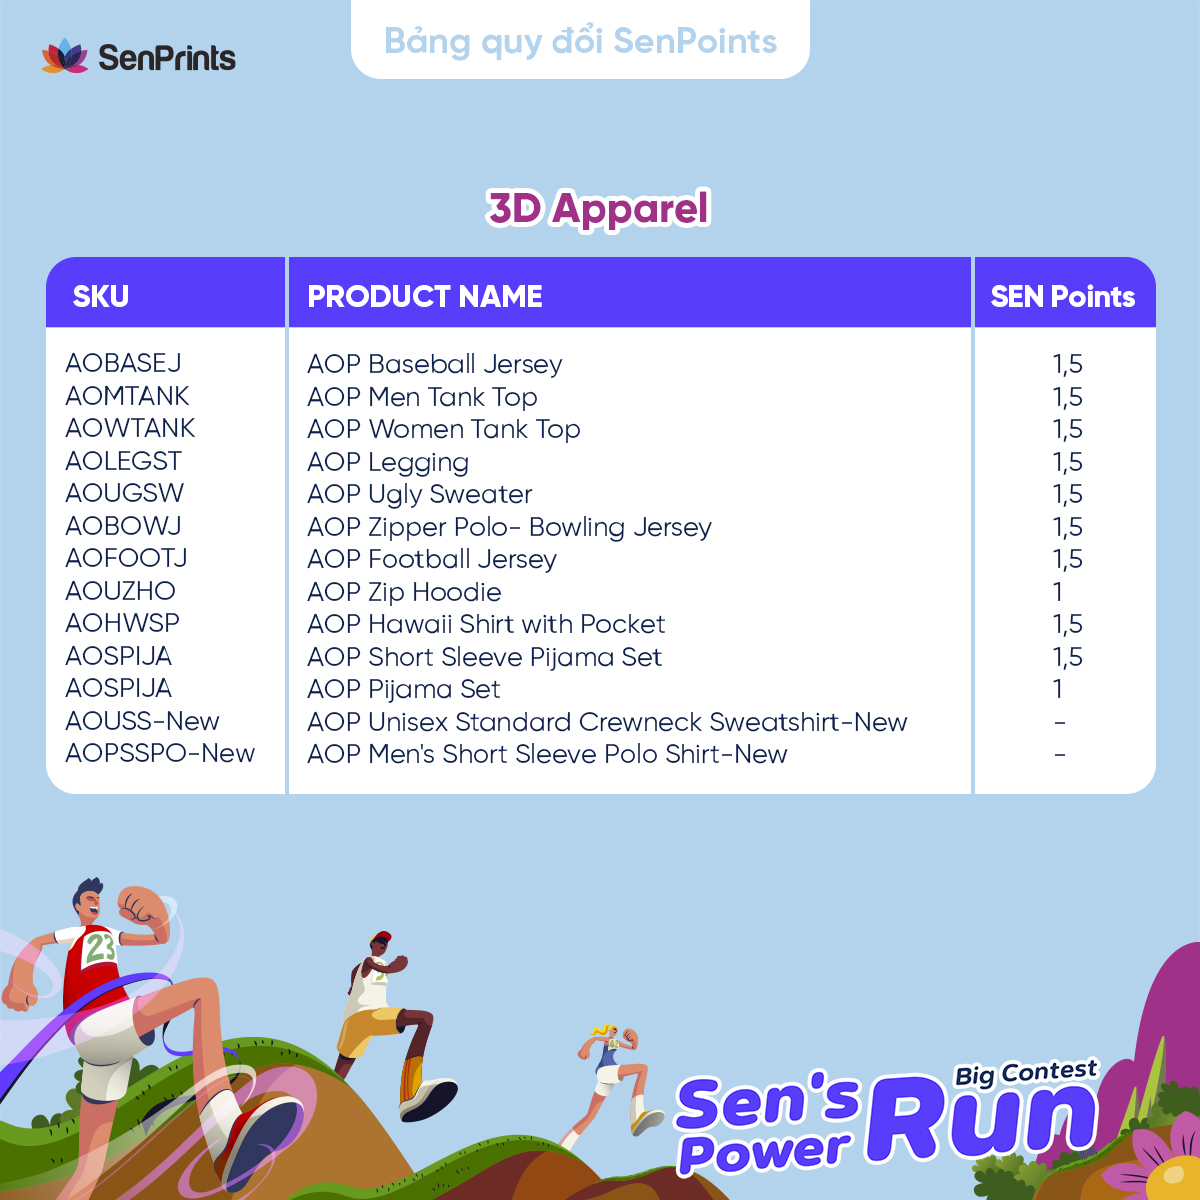 SenPrints
Bảng quy đổi SenPoints
3D Apparel
SKU PRODUCT NAME SEN Points
AOBASEJ AOP Baseball Jersey 1,5
AOMTANK AOP Men Tank Top 1,5
AOWTANK AOP Women Tank Top 1,5
AOLEGST AOP Legging 1,5
AOUGSW AOP Ugly Sweater 1,5
AOBOWJ AOP Zipper Polo- Bowling Jersey 1,5
AOFOOTJ AOP Football Jersey 1,5
AOUZHO AOP Zip Hoodie 1
AOHWSP AOP Hawaii Shirt with Pocket 1,5
AOSPIJA AOP Short Sleeve Pijama Set 1,5
AOSPIJA AOP Pijama Set 1
AOUSS-New AOP Unisex Standard Crewneck Sweatshirt-New -
AOPSSPO-New AOP Men's Short Sleeve Polo Shirt-New -
23
Big Contest
Sen's
Power Run